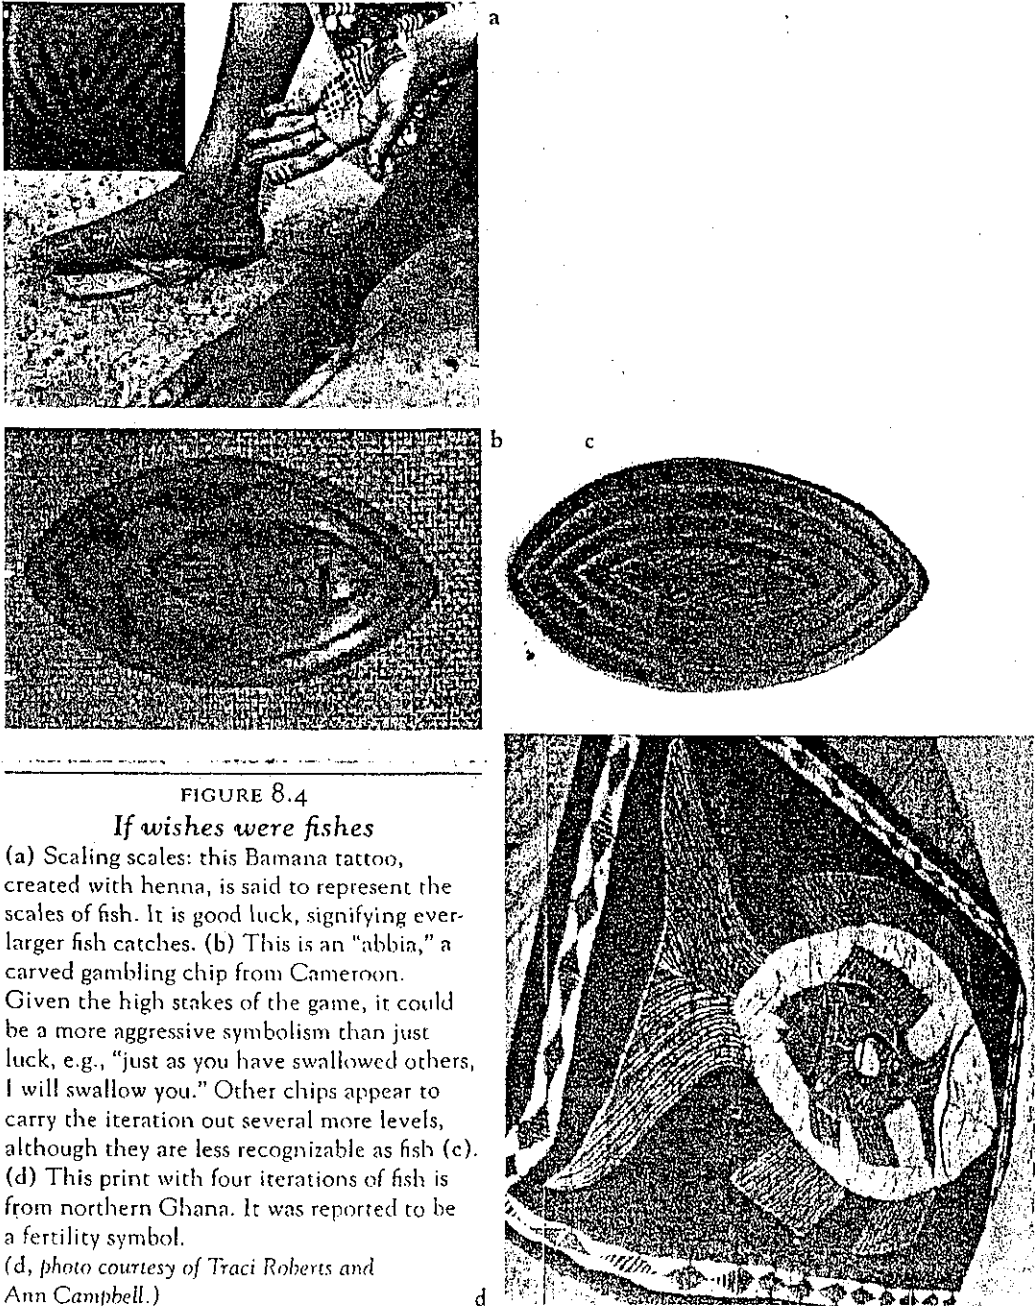 a
b
c
FIGURE 8.4
If wishes were fishes
(a) Scaling scales: this Bamana tattoo,
created with henna, is said to represent the
scales of fish. It is good luck, signifying ever-
larger fish catches. (b) This is an "abbia," a
carved gambling chip from Cameroon.
Given the high stakes of the game, it could
be a more aggressive symbolism than just
luck, e.g., "just as you have swallowed others,
I will swallow you." Other chips appear to
carry the iteration out several more levels,
although they are less recognizable as fish (c).
(d) This print with four iterations of fish is
from northern Ghana. It was reported to be
a fertility symbol.
(d, photo courtesy of Traci Roberts and
Ann Campbell.)
d